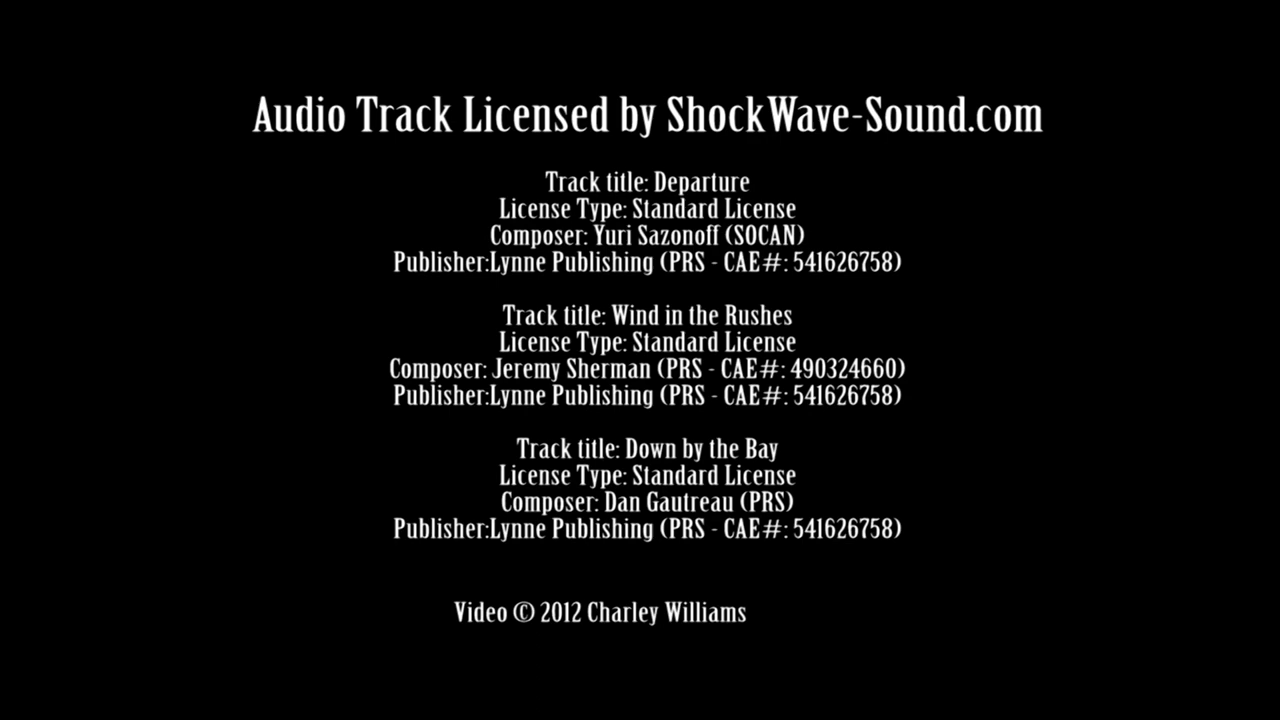 Audio Track Licensed by ShockWave-Sound.com
Track title: Departure
License Type: Standard License
Composer: Yuri Sazonoff (SOCAN)
Publisher:Lynne Publishing (PRS - CAE#: 541626758)
Track title: Wind in the Rushes
License Type: Standard License
Composer: Jeremy Sherman (PRS - CAE#: 490324660)
Publisher:Lynne Publishing (PRS - CAE#: 541626758)
Track title: Down by the Bay
License Type: Standard License
Composer: Dan Gautreau (PRS)
Publisher:Lynne Publishing (PRS - CAE#: 541626758)
Video © 2012 Charley Williams